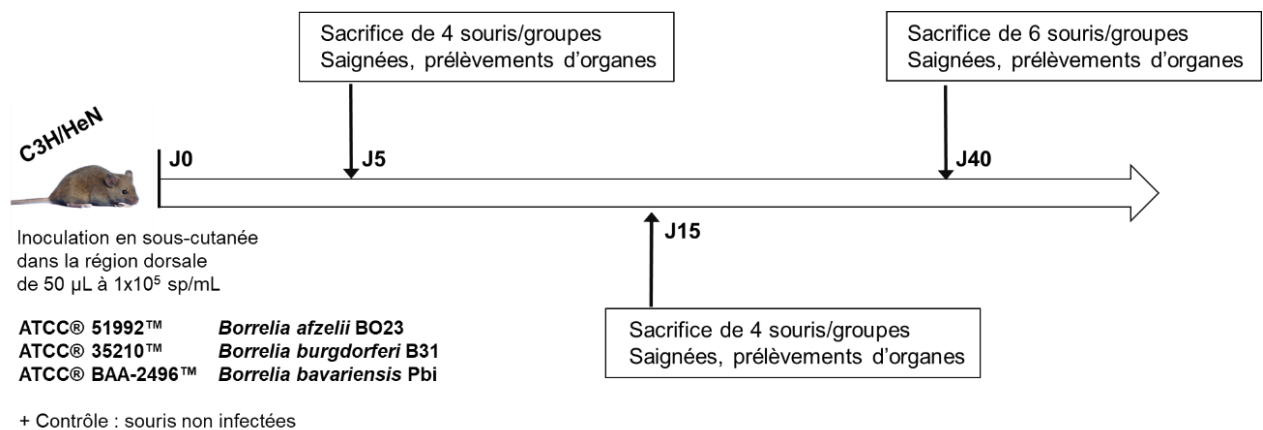 Sacrifice de 4 souris/groupes
Saignées, prélèvements d'organes
Sacrifice de 6 souris/groupes
Saignées, prélèvements d'organes
C3H/HeN
J0
J5
J40
J15
Inoculation en sous-cutanée
dans la région dorsale
de 50 µL à 1x10⁵ sp/mL
ATCC® 51992™ Borrelia afzelii BO23
ATCC® 35210™ Borrelia burgdorferi B31
ATCC® BAA-2496™ Borrelia bavariensis Pbi
Sacrifice de 4 souris/groupes
Saignées, prélèvements d'organes
+ Contrôle : souris non infectées